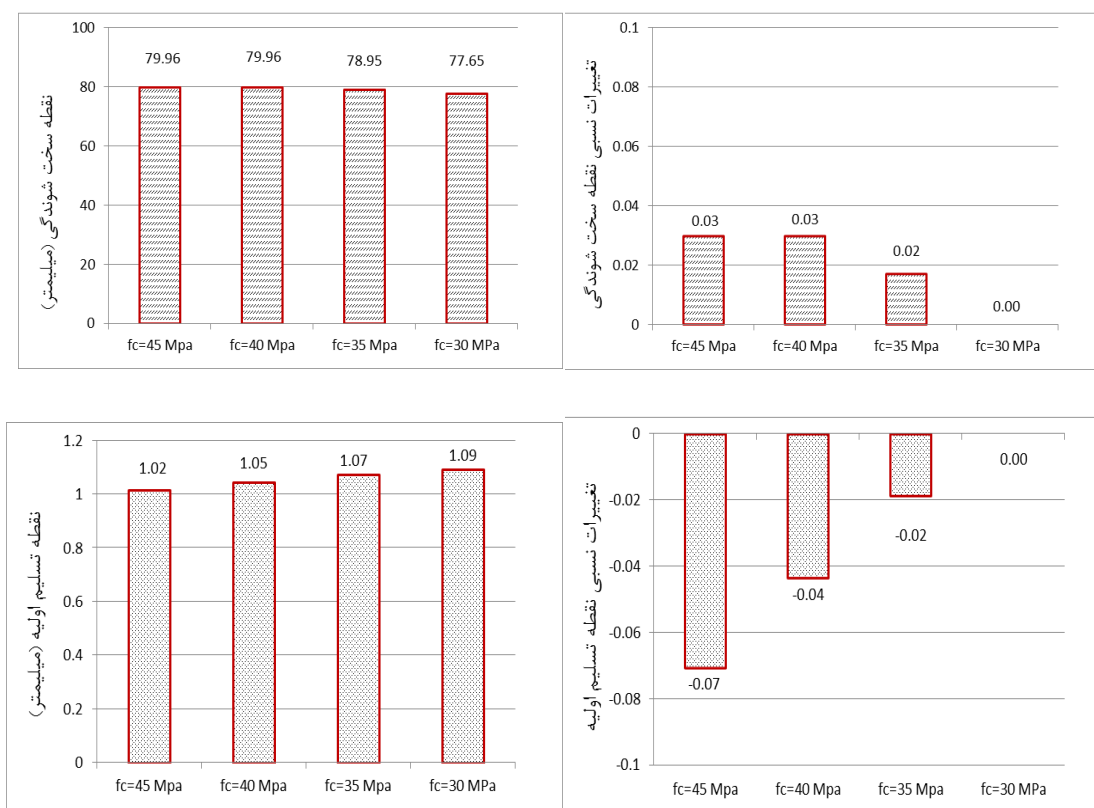 نقطه سخت شوندگی (میلیمتر)
100
80
60
40
20
0
79.96
79.96
78.95
77.65
fc=45 Mpa
fc=40 Mpa
fc=35 Mpa
fc=30 MPa
تغییرات نسبی نقطه سخت شوندگی
0.1
0.08
0.06
0.04
0.02
0
0.03
0.03
0.02
0.00
fc=45 Mpa
fc=40 Mpa
fc=35 Mpa
fc=30 MPa
نقطه تسلیم اولیه (میلیمتر)
1.2
1
0.8
0.6
0.4
0.2
0
1.02
1.05
1.07
1.09
fc=45 Mpa
fc=40 Mpa
fc=35 Mpa
fc=30 MPa
تغییرات نسبی نقطه تسلیم اولیه
0
-0.02
-0.04
-0.06
-0.08
-0.1
-0.07
-0.04
-0.02
0.00
fc=45 Mpa
fc=40 Mpa
fc=35 Mpa
fc=30 MPa